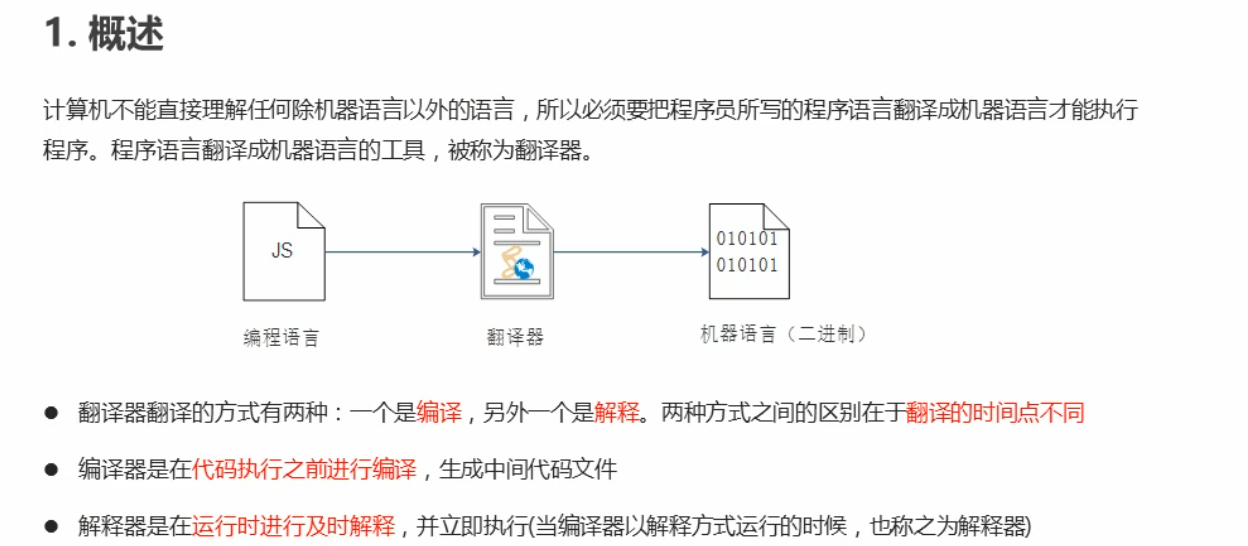 1. 概述
计算机不能直接理解任何除机器语言以外的语言，所以必须要把程序员所写的程序语言翻译成机器语言才能执行
程序。程序语言翻译成机器语言的工具，被称为翻译器。
JS
010101
010101
编程语言
翻译器
机器语言（二进制）
● 翻译器翻译的方式有两种：一个是编译，另外一个是解释。两种方式之间的区别在于翻译的时间点不同
● 编译器是在代码执行之前进行编译，生成中间代码文件
● 解释器是在运行时进行及时解释，并立即执行(当编译器以解释方式运行的时候，也称之为解释器)